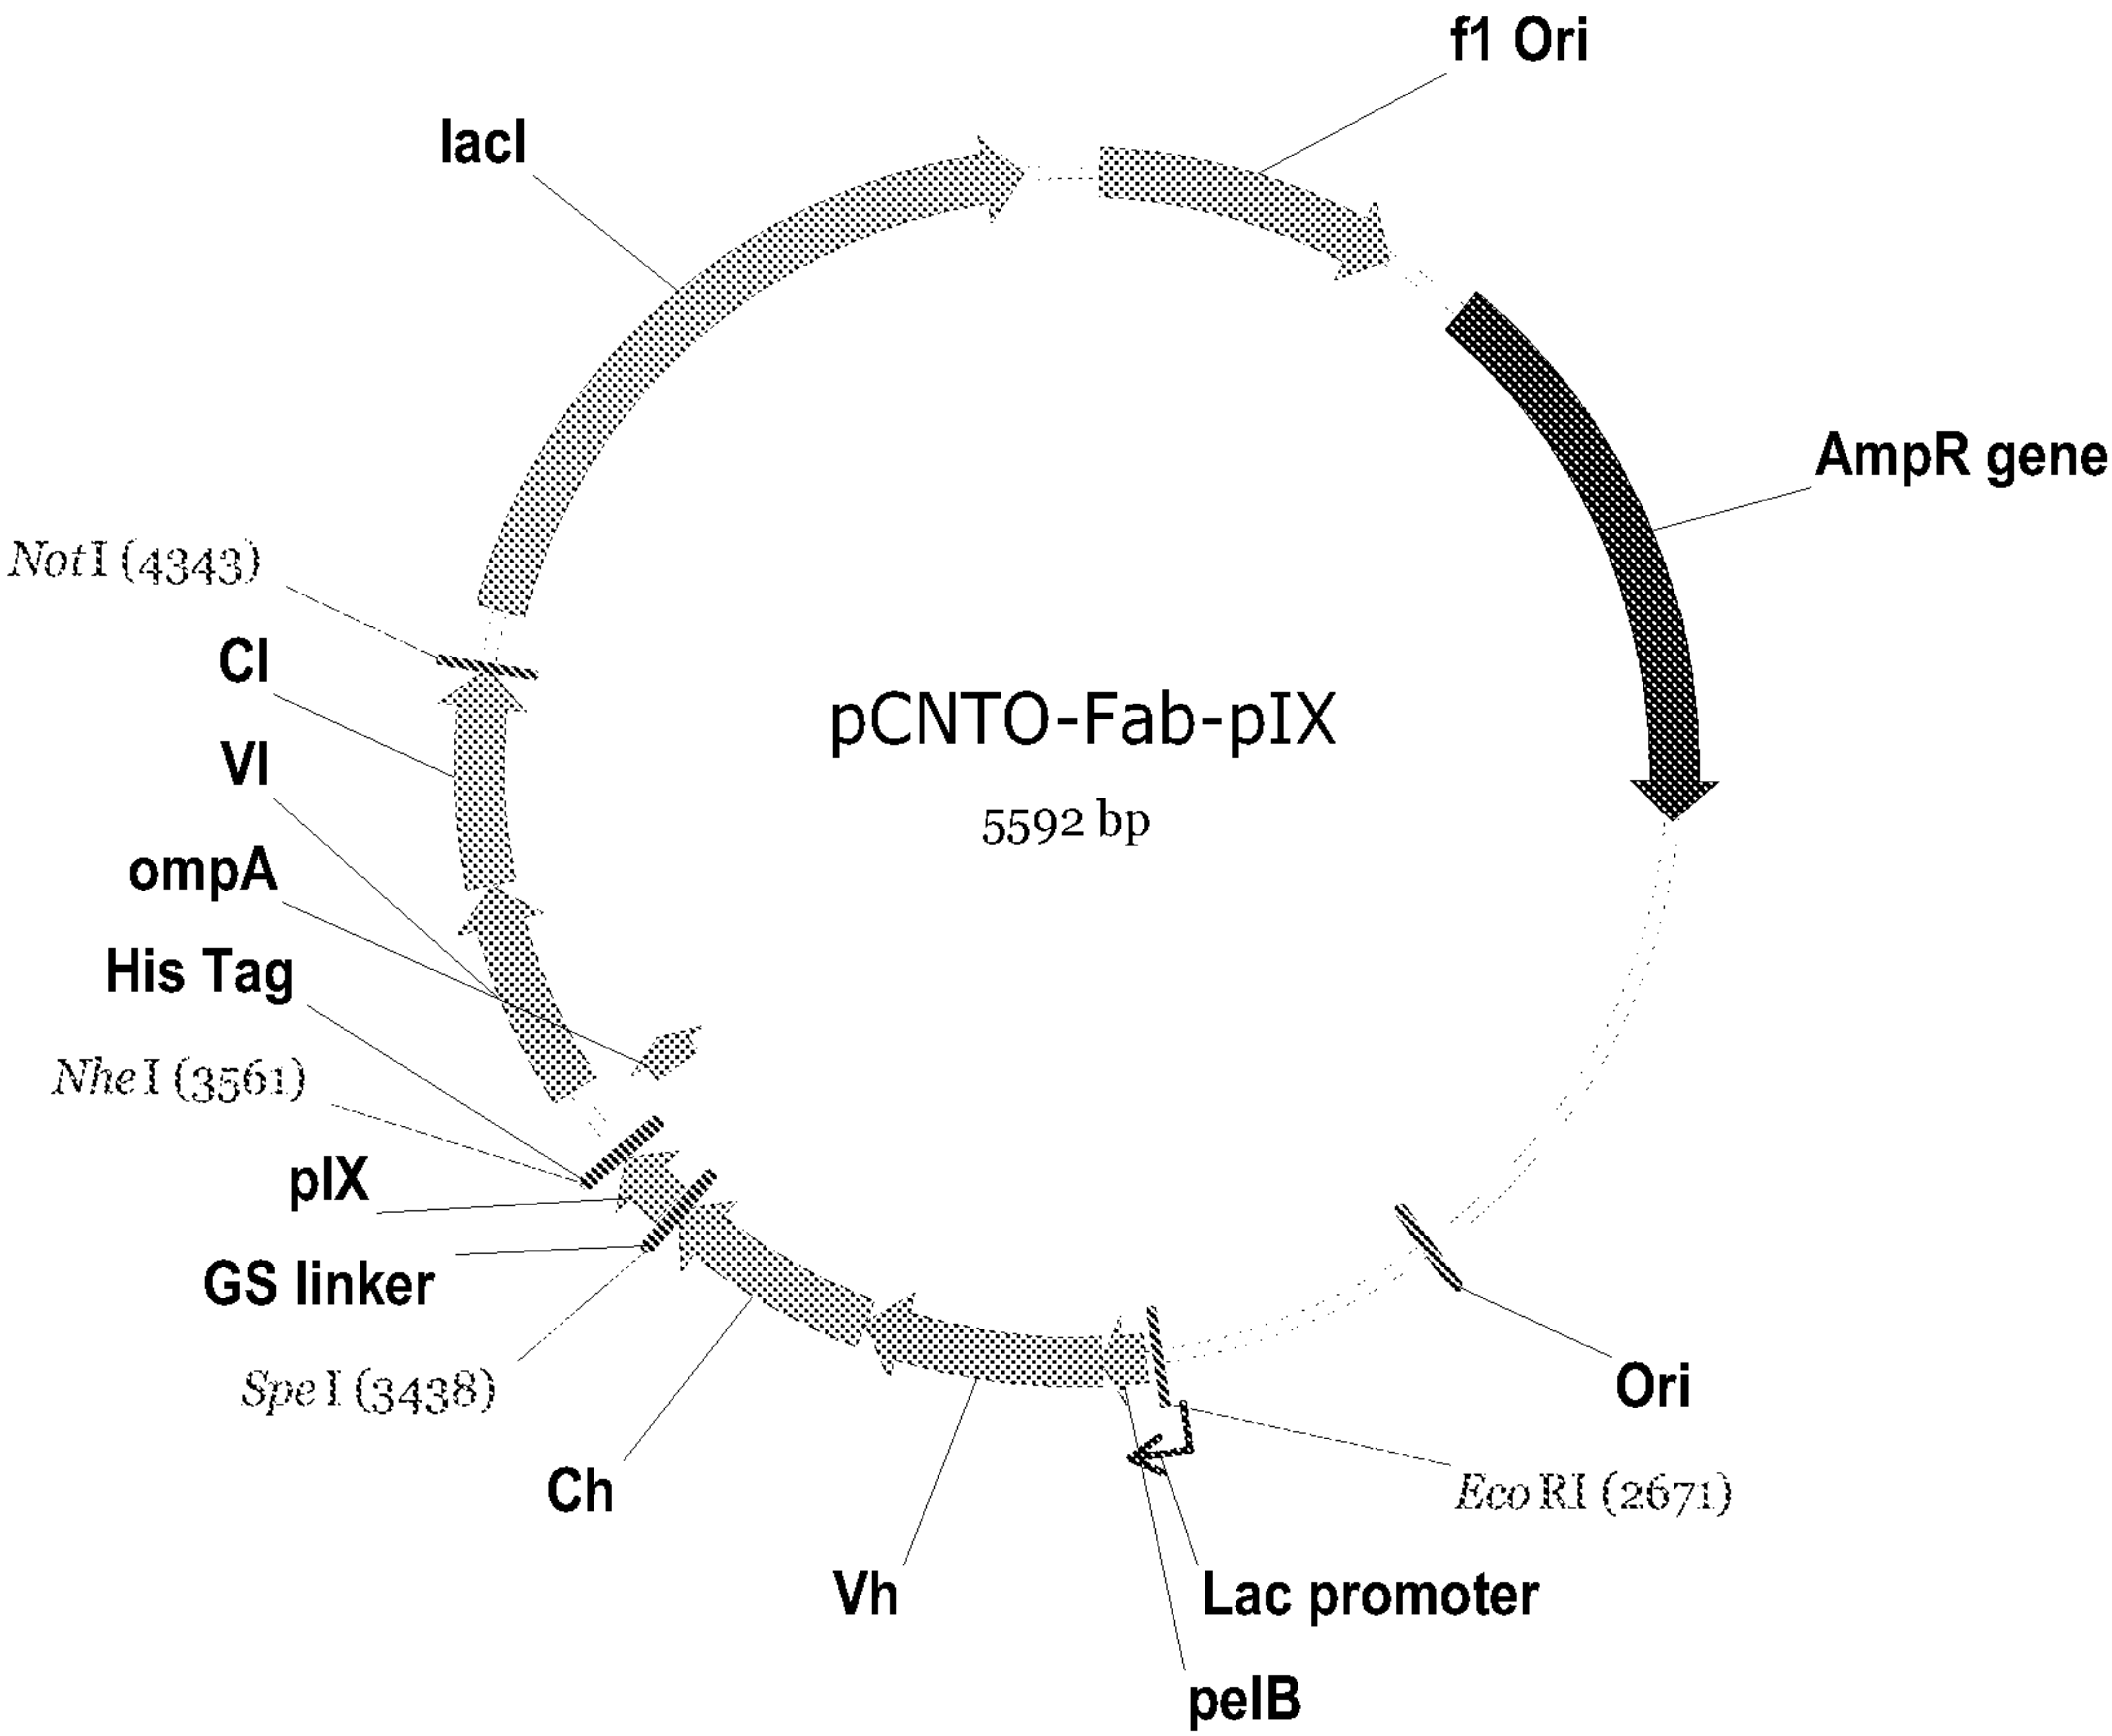 f1 Ori
lacI
AmpR gene
NotI (4343)
Cl
pCNTO-Fab-pIX
Vl
5592 bp
ompA
His Tag
NheI (3561)
pIX
GS linker
Ori
SpeI (3438)
Ch
EcoRI (2671)
Vh
Lac promoter
pelB